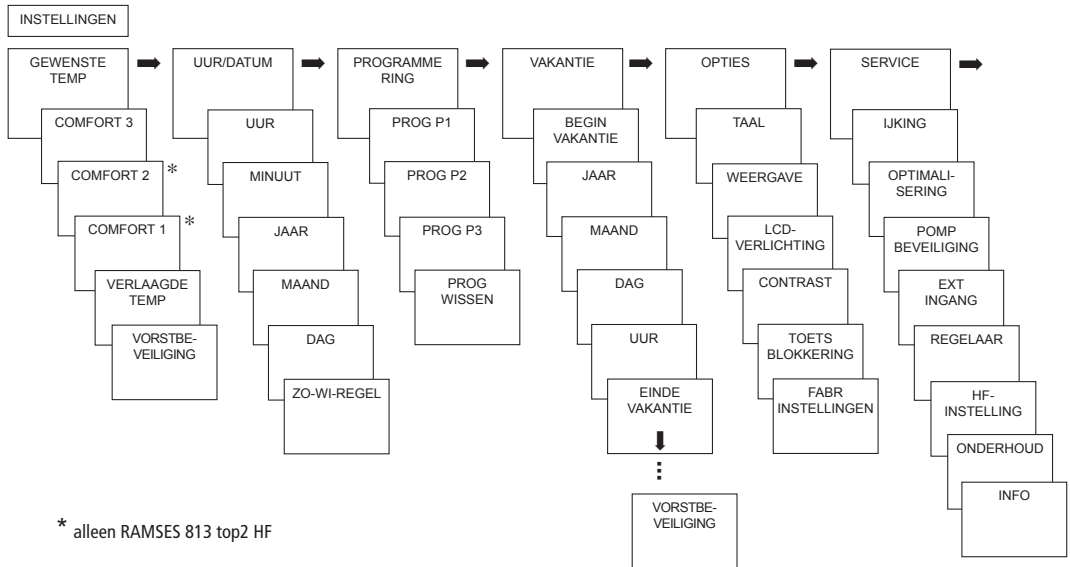 INSTELLINGEN
GEWENSTE
TEMP
COMFORT 3
COMFORT 2 *
COMFORT 1 *
VERLAAGDE
TEMP
VORSTBE-
VEILIGING
UUR/DATUM
UUR
MINUUT
JAAR
MAAND
DAG
ZO-WI-REGEL
PROGRAMME
RING
PROG P1
PROG P2
PROG P3
PROG
WISSEN
VAKANTIE
BEGIN
VAKANTIE
JAAR
MAAND
DAG
UUR
EINDE
VAKANTIE
VORSTBE-
VEILIGING
OPTIES
TAAL
WEERGAVE
LCD-
VERLICHTING
CONTRAST
TOETS
BLOKKERING
FABR
INSTELLINGEN
SERVICE
IJKING
OPTIMALI-
SERING
POMP
BEVEILIGING
EXT
INGANG
REGELAAR
HF-
INSTELLING
ONDERHOUD
INFO
* alleen RAMSES 813 top2 HF